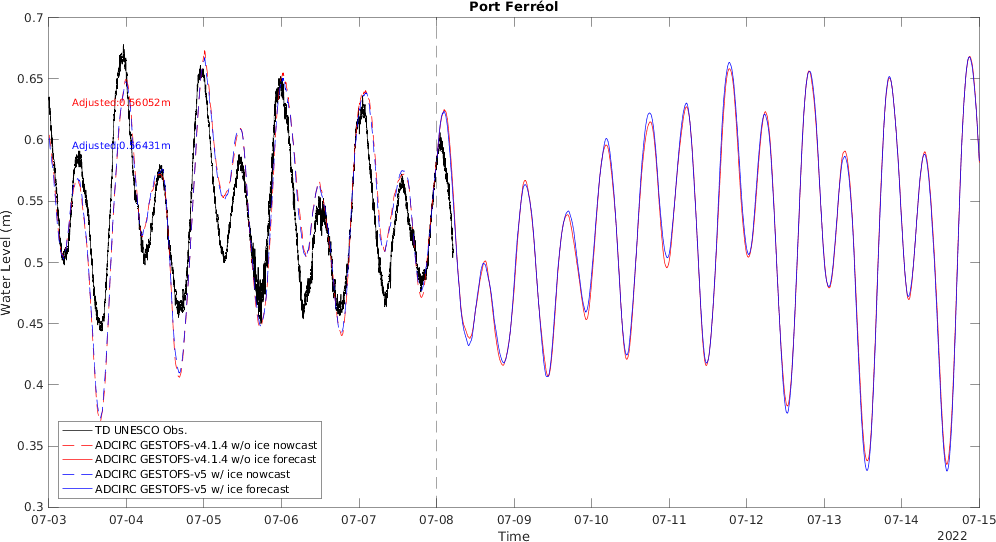 Port Ferréol
0.7
0.65
0.6
0.55
0.5
0.45
0.4
0.35
0.3
Water Level (m)
Adjusted:0.56052m
Adjusted:0.56431m
TD UNESCO Obs.
ADCIRC GESTOFS-v4.1.4 w/o ice nowcast
ADCIRC GESTOFS-v4.1.4 w/o ice forecast
ADCIRC GESTOFS-v5 w/ ice nowcast
ADCIRC GESTOFS-v5 w/ ice forecast
07-03 07-04 07-05 07-06 07-07 07-08 07-09 07-10 07-11 07-12 07-13 07-14 07-15
Time
2022